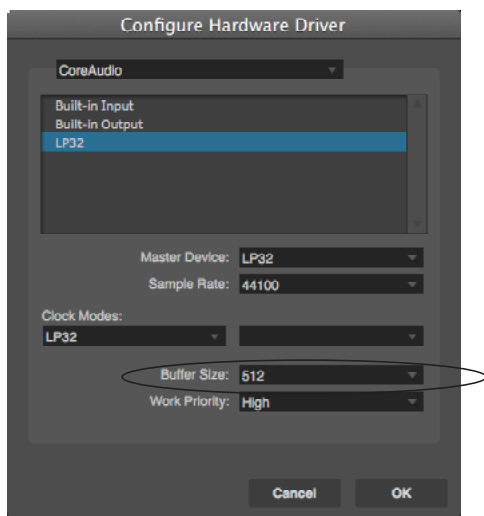 Configure Hardware Driver
CoreAudio
Built-in Input
Built-in Output
LP32
Master Device: LP32
Sample Rate: 44100
Clock Modes:
LP32
Buffer Size: 512
Work Priority: High
Cancel OK